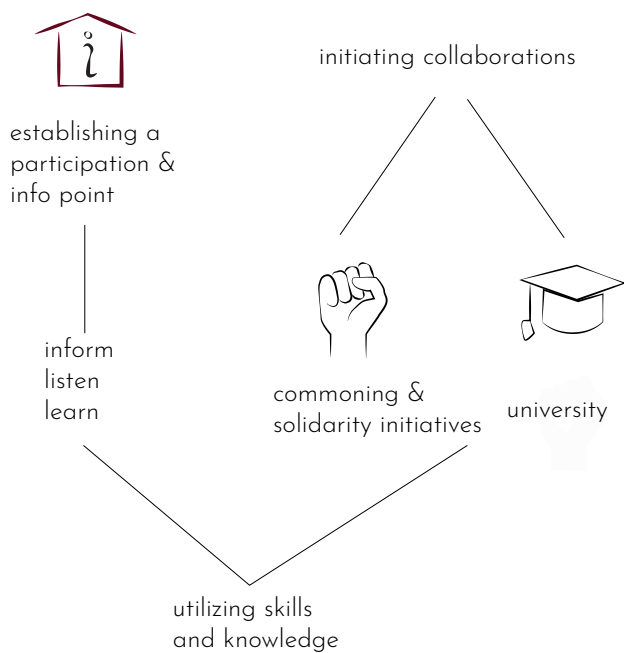 i
establishing a
participation &
info point
inform
listen
learn
initiating collaborations
commoning &
solidarity initiatives
university
utilizing skills
and knowledge